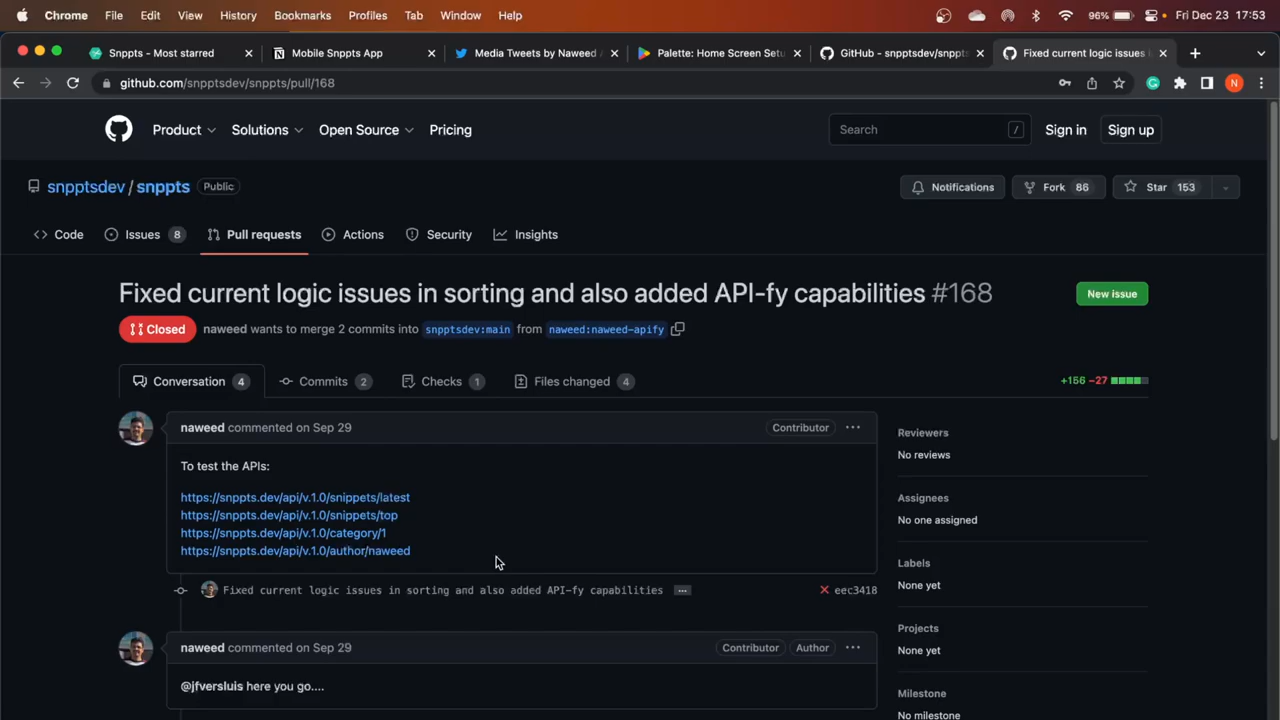 Chrome File Edit View History Bookmarks Profiles Tab Window Help 96% Fri Dec 23 17:53
Snppts - Most starred Mobile Snppts App Media Tweets by Naweed Palette: Home Screen Setu GitHub - snpptsdev/snppts Fixed current logic issues i
github.com/snpptsdev/snppts/pull/168 N
Product Solutions Open Source Pricing Search / Sign in Sign up
snpptsdev / snppts Public Notifications Fork 86 Star 153
Code Issues 8 Pull requests Actions Security Insights
Fixed current logic issues in sorting and also added API-fy capabilities #168 New issue
Closed naweed wants to merge 2 commits into snpptsdev:main from naweed:naweed-apify
Conversation 4 Commits 2 Checks 1 Files changed 4 +156 −27
naweed commented on Sep 29 Contributor ...
To test the APIs:
https://snppts.dev/api/v.1.0/snippets/latest
https://snppts.dev/api/v.1.0/snippets/top
https://snppts.dev/api/v.1.0/category/1
https://snppts.dev/api/v.1.0/author/naweed
Fixed current logic issues in sorting and also added API-fy capabilities ... eec3418
naweed commented on Sep 29 Contributor Author ...
@jfversluis here you go....
Reviewers
No reviews
Assignees
No one assigned
Labels
None yet
Projects
None yet
Milestone
No milestone